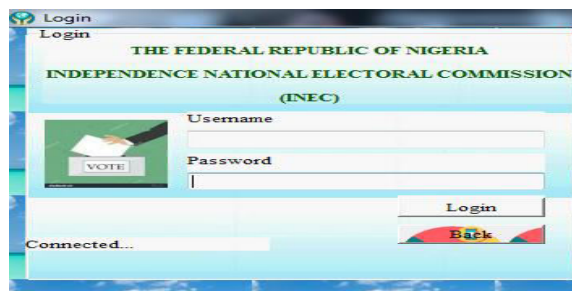 Login
Login
THE FEDERAL REPUBLIC OF NIGERIA
INDEPENDENCE NATIONAL ELECTORAL COMMISSION
(INEC)
Username
VOTE
Password
Login
Back
Connected...